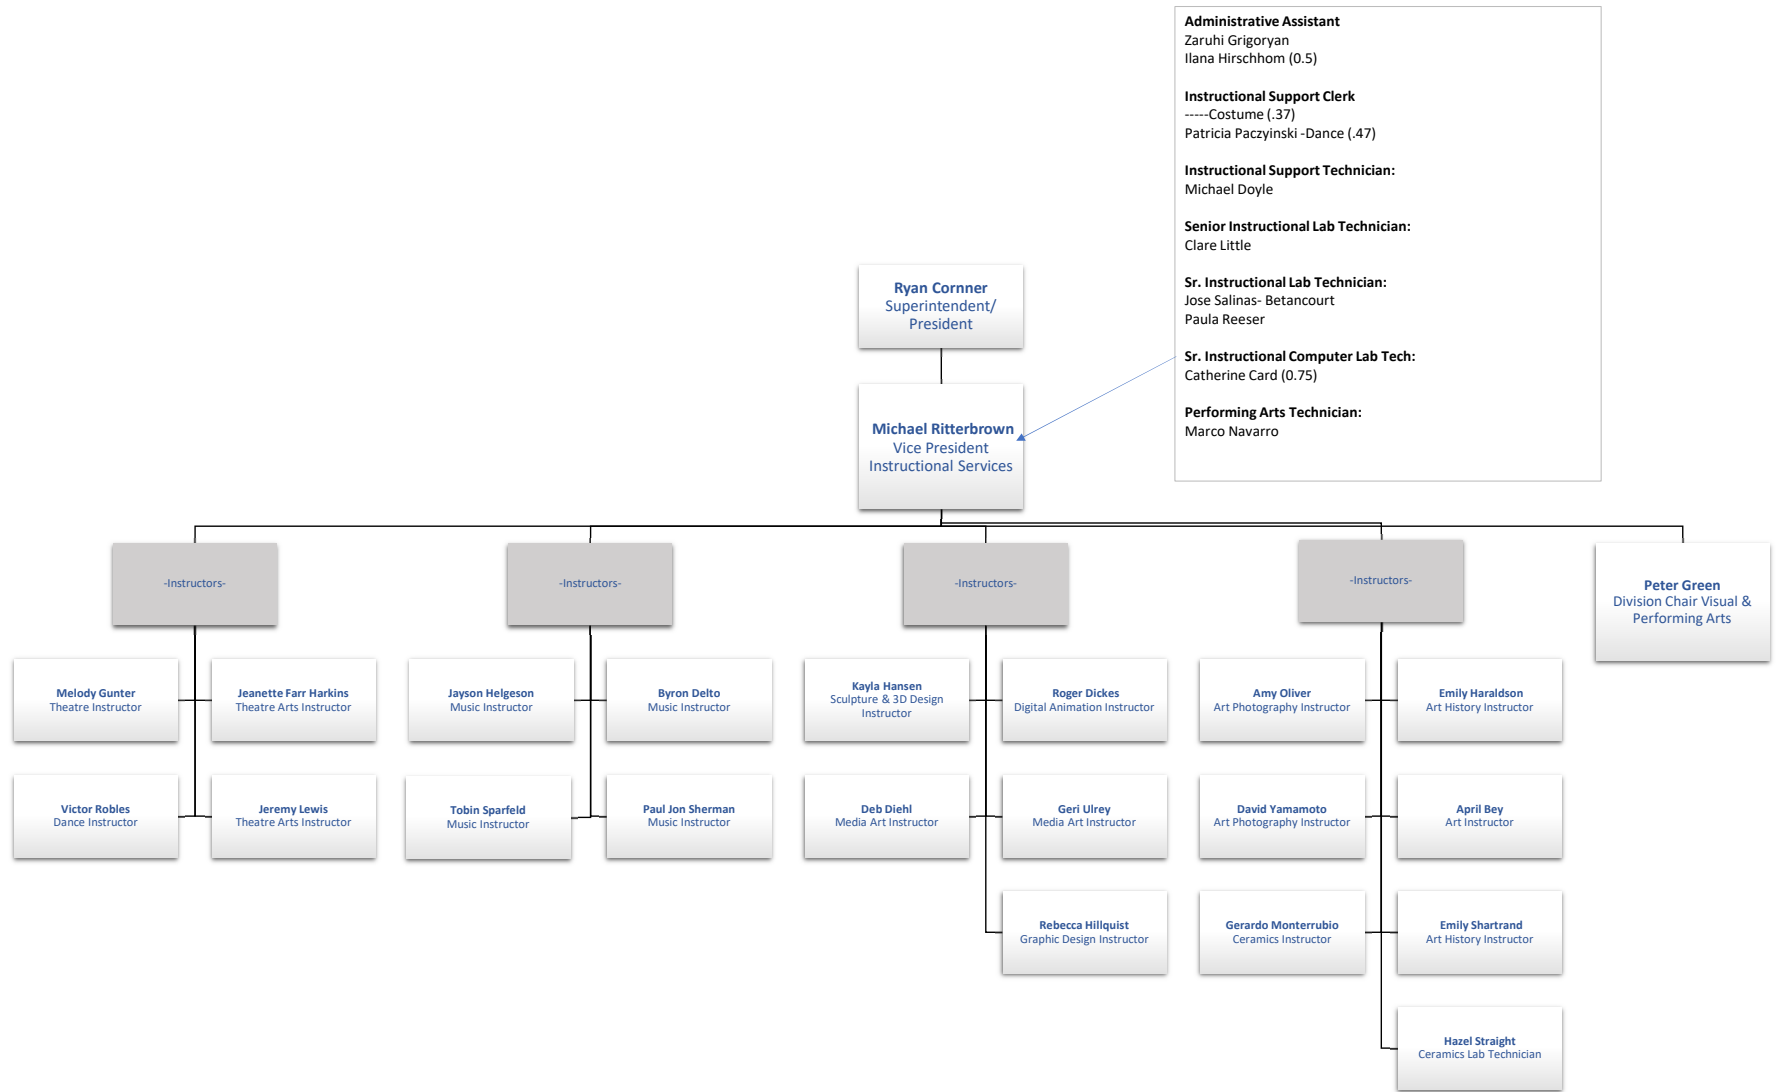 Administrative Assistant
Zaruhi Grigoryan
Ilana Hirschhom (0.5)
Instructional Support Clerk
-----Costume (.37)
Patricia Paczyinski -Dance (.47)
Instructional Support Technician:
Michael Doyle
Senior Instructional Lab Technician:
Clare Little
Sr. Instructional Lab Technician:
Jose Salinas- Betancourt
Paula Reeser
Sr. Instructional Computer Lab Tech:
Catherine Card (0.75)
Performing Arts Technician:
Marco Navarro
Ryan Cornner
Superintendent/
President
Michael Ritterbrown
Vice President
Instructional Services
-Instructors-
-Instructors-
-Instructors-
-Instructors-
Peter Green
Division Chair Visual &
Performing Arts
Melody Gunter
Theatre Instructor
Jeanette Farr Harkins
Theatre Arts Instructor
Jayson Helgeson
Music Instructor
Byron Delto
Music Instructor
Kayla Hansen
Sculpture & 3D Design
Instructor
Roger Dickes
Digital Animation Instructor
Amy Oliver
Art Photography Instructor
Emily Haraldson
Art History Instructor
Victor Robles
Dance Instructor
Jeremy Lewis
Theatre Arts Instructor
Tobin Sparfeld
Music Instructor
Paul Jon Sherman
Music Instructor
Deb Diehl
Media Art Instructor
Geri Ulrey
Media Art Instructor
David Yamamoto
Art Photography Instructor
April Bey
Art Instructor
Rebecca Hillquist
Graphic Design Instructor
Gerardo Monterrubio
Ceramics Instructor
Emily Shartrand
Art History Instructor
Hazel Straight
Ceramics Lab Technician